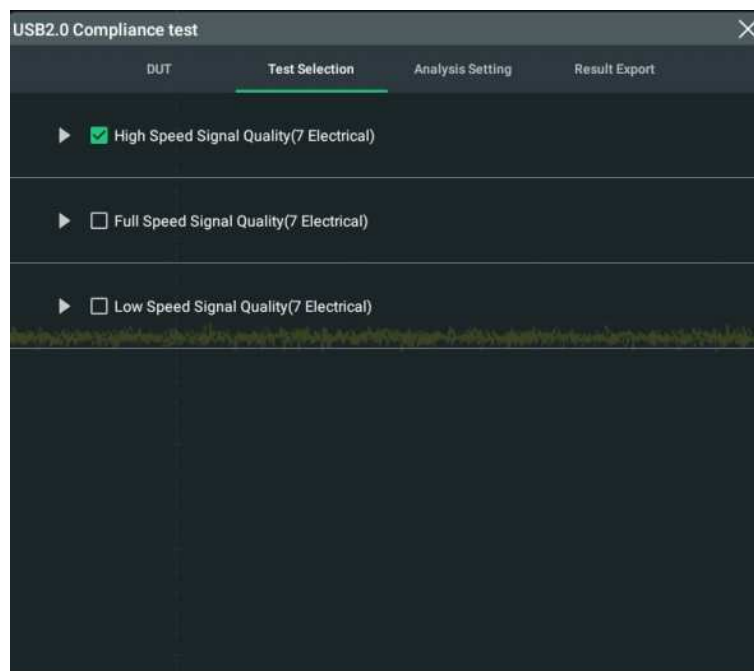 USB2.0 Compliance test
DUT Test Selection Analysis Setting Result Export
High Speed Signal Quality(7 Electrical)
Full Speed Signal Quality(7 Electrical)
Low Speed Signal Quality(7 Electrical)